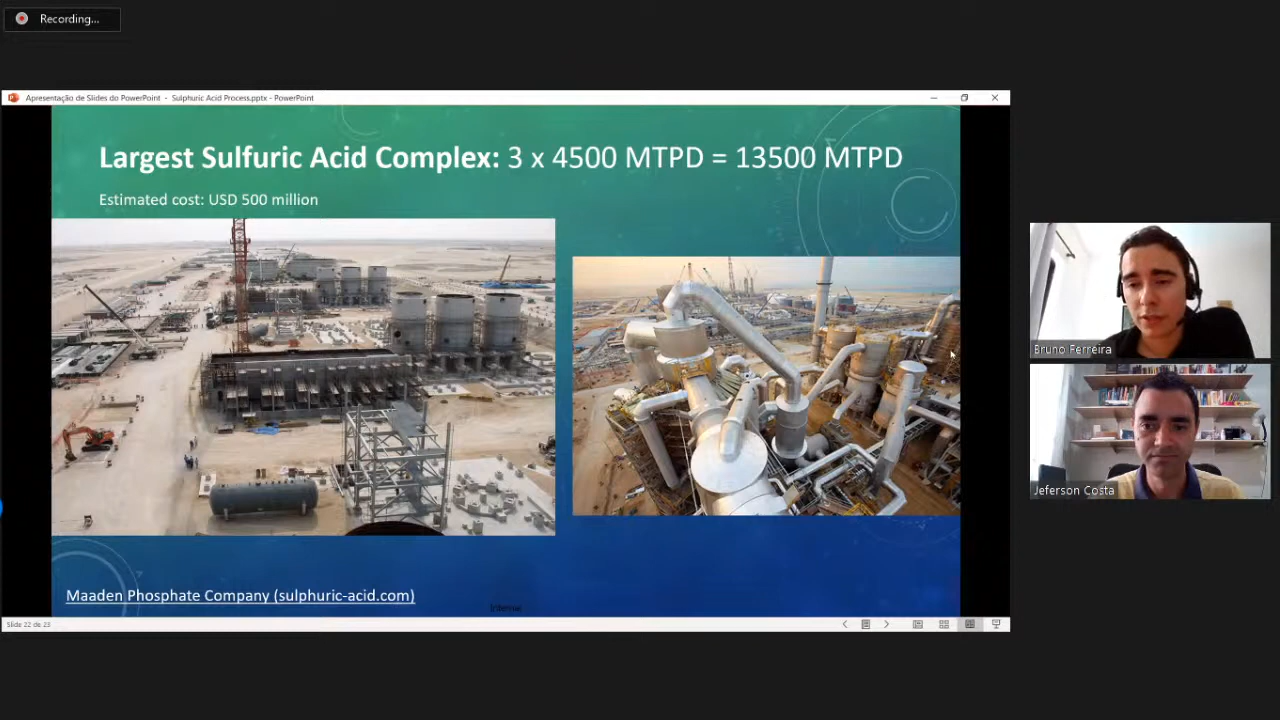 Recording...
Apresentação de Slides do PowerPoint - Sulphuric Acid Process.pptx - PowerPoint
Largest Sulfuric Acid Complex: 3 x 4500 MTPD = 13500 MTPD
Estimated cost: USD 500 million
Bruno Ferreira
Jeferson Costa
Maaden Phosphate Company (sulphuric-acid.com)
Slide 22 de 23